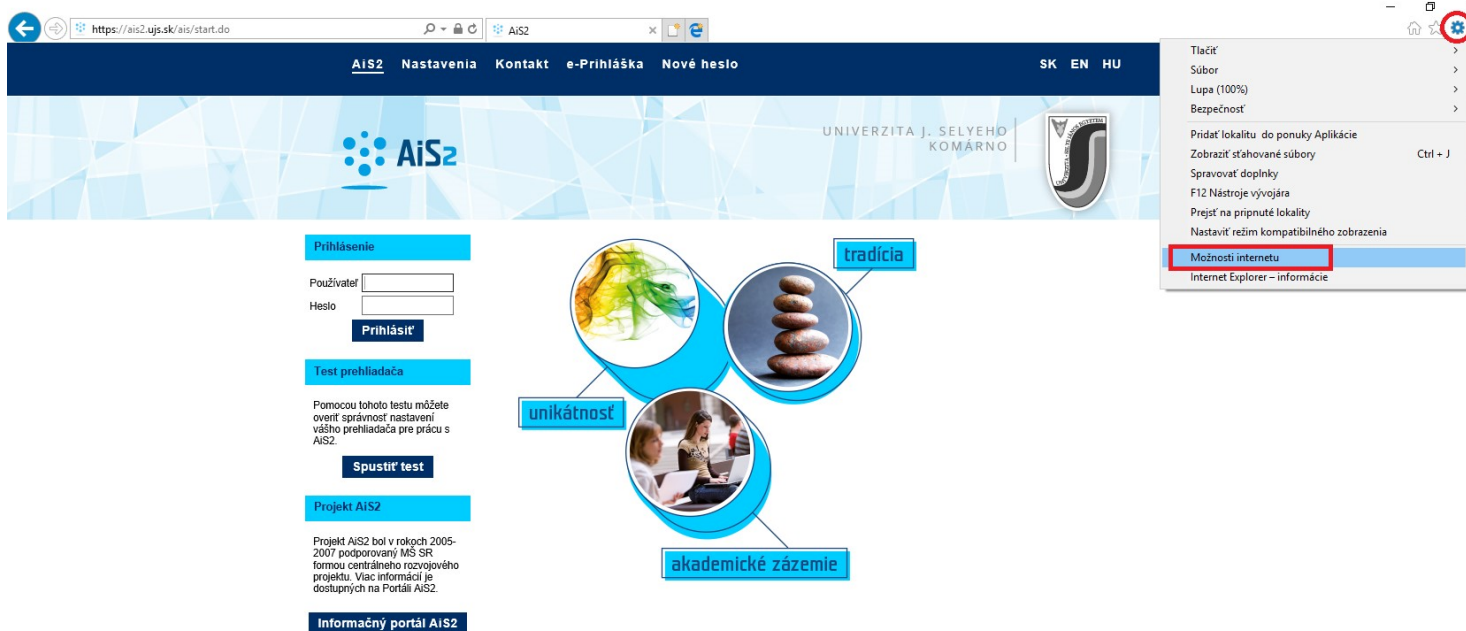 https://ais2.ujs.sk/ais/start.do
AiS2
AiS2 Nastavenia Kontakt e-Prihláška Nové heslo
SK EN HU
AiS2
UNIVERZITA J. SELYEHO
KOMÁRNO
Tlačiť
Súbor
Lupa (100%)
Bezpečnosť
Pridať lokalitu do ponuky Aplikácie
Zobraziť sťahované súbory Ctrl + J
Spravovať doplnky
F12 Nástroje vývojára
Prejsť na pripnuté lokality
Nastaviť režim kompatibilného zobrazenia
Možnosti internetu
Internet Explorer – informácie
Prihlásenie
Používateľ
Heslo
Prihlásiť
Test prehliadača
Pomocou tohoto testu môžete
overiť správnosť nastavení
vášho prehliadača pre prácu s
AiS2.
Spustiť test
Projekt AiS2
Projekt AiS2 bol v rokoch 2005-
2007 podporovaný MŠ SR
formou centrálneho rozvojového
projektu. Viac informácií je
dostupných na Portáli AiS2.
Informačný portál AiS2
tradícia
unikátnosť
akademické zázemie